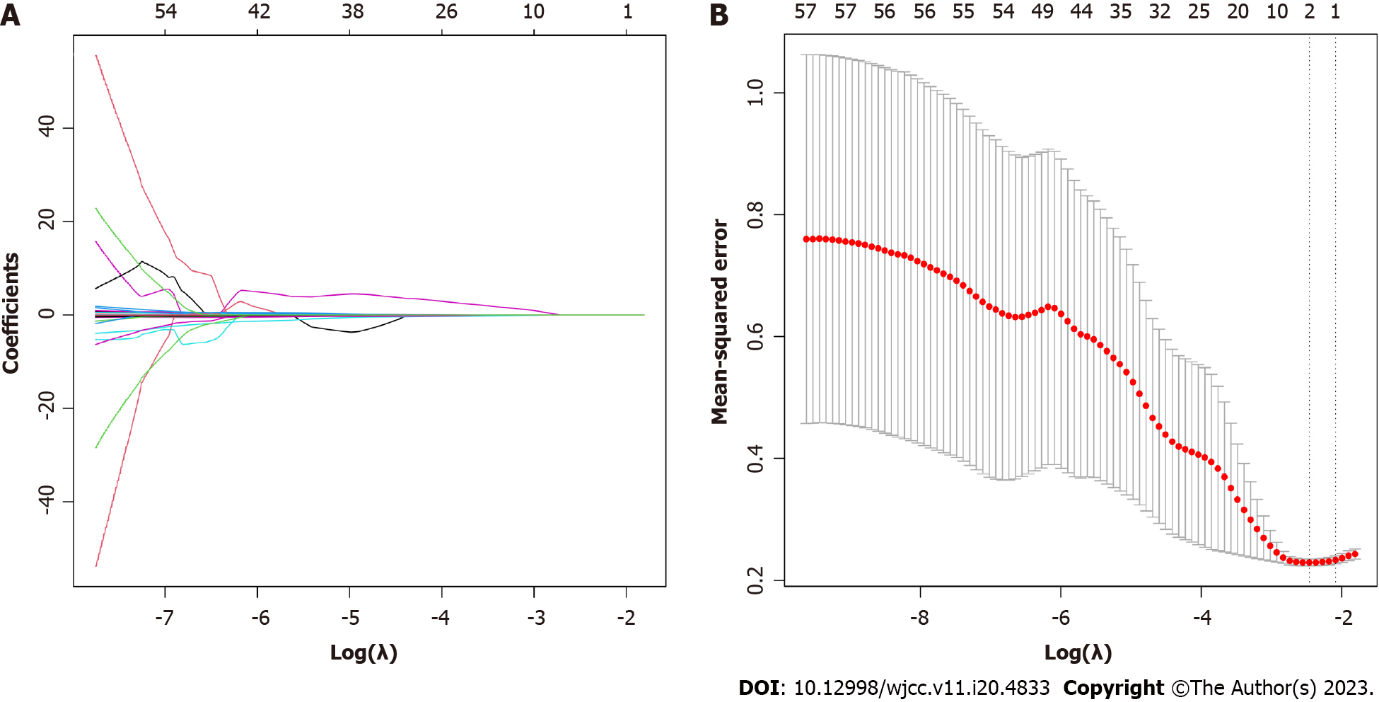 A
54 42 38 26 10 1
40
20
0
-20
-40
Coefficients
-7 -6 -5 -4 -3 -2
Log(λ)
B
57 57 56 56 55 54 49 44 35 32 25 20 10 2 1
1.0
0.8
0.6
0.4
0.2
Mean-squared error
-8 -6 -4 -2
Log(λ)
DOI: 10.12998/wjcc.v11.i20.4833 Copyright ©The Author(s) 2023.